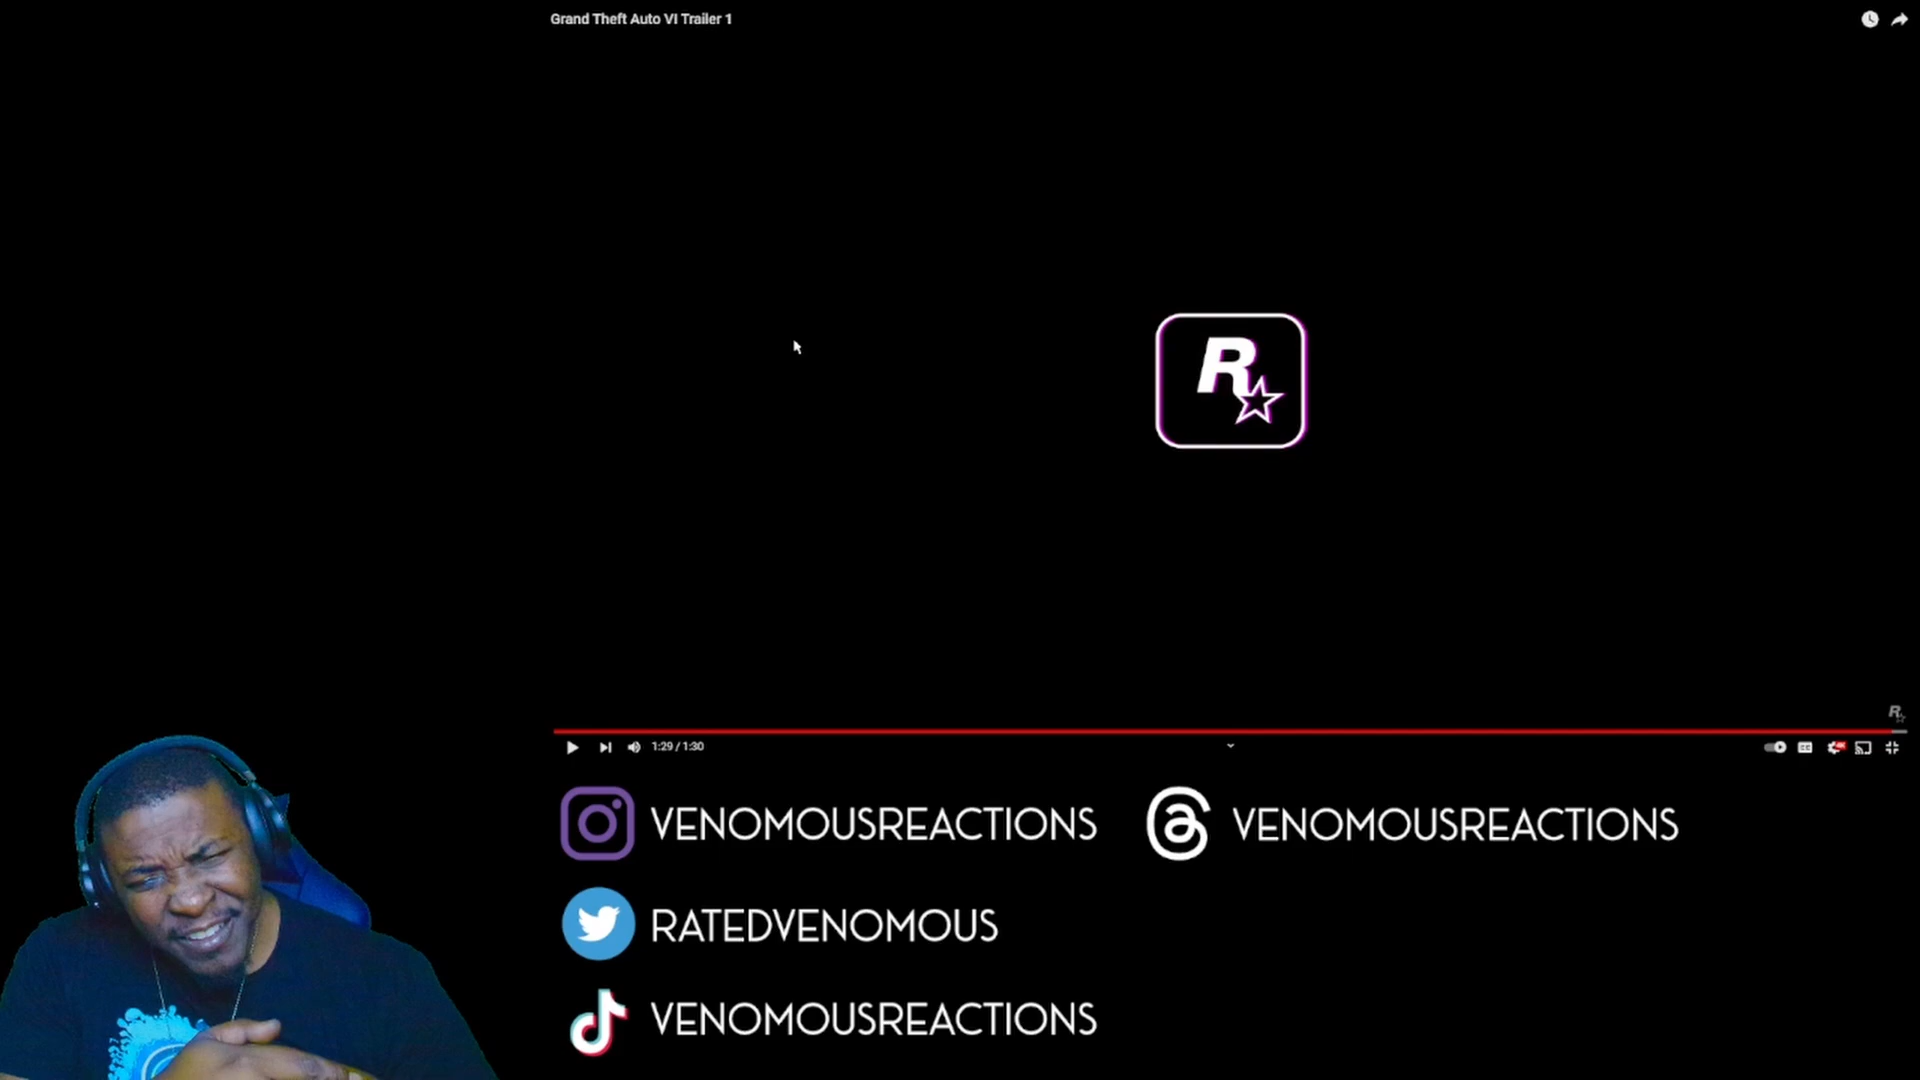 Grand Theft Auto VI Trailer 1
R
R
1:29 / 1:30
VENOMOUSREACTIONS
VENOMOUSREACTIONS
RATEDVENOMOUS
VENOMOUSREACTIONS